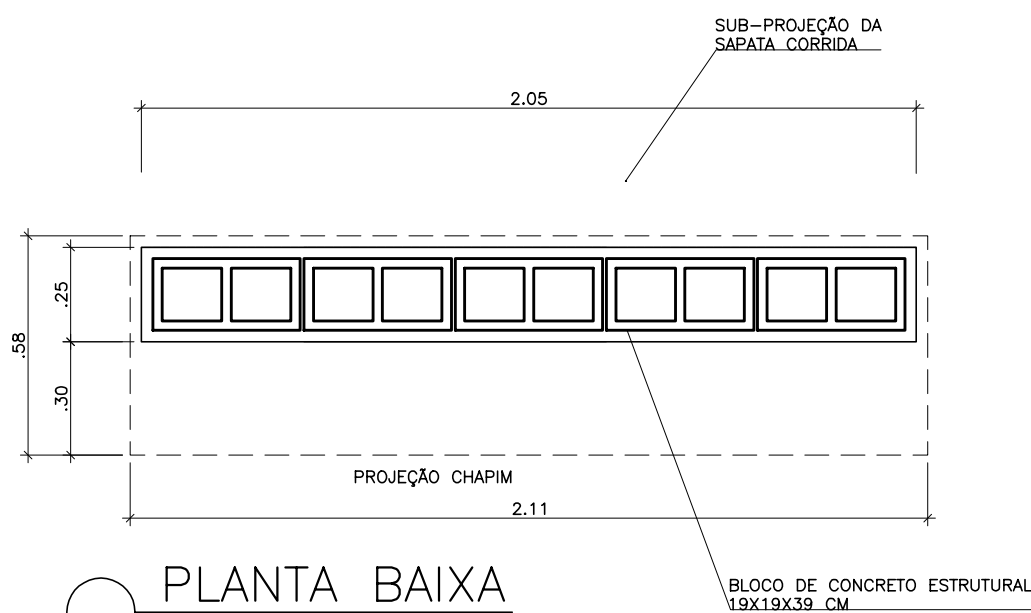 SUB-PROJEÇÃO DA
SAPATA CORRIDA
2.05
.25
.58
.30
PROJEÇÃO CHAPIM
2.11
PLANTA BAIXA
BLOCO DE CONCRETO ESTRUTURAL
19X19X39 CM